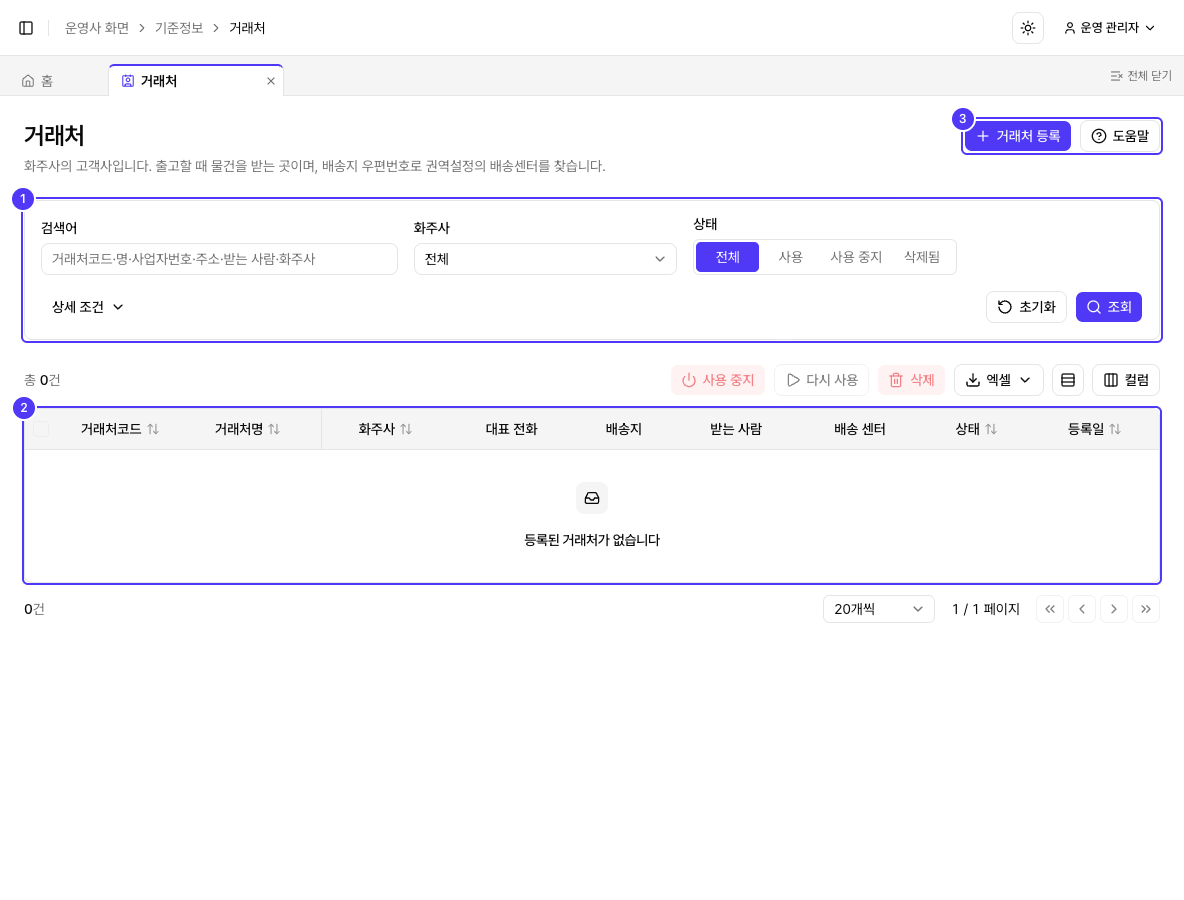 운영사 화면 > 기준정보 > 거래처
운영 관리자
홈
거래처
전체 닫기
거래처
화주사의 고객사입니다. 출고할 때 물건을 받는 곳이며, 배송지 우편번호로 권역설정의 배송센터를 찾습니다.
3
거래처 등록
도움말
1
검색어
화주사
상태
거래처코드·명·사업자번호·주소·받는 사람·화주사
전체
전체 사용 사용 중지 삭제됨
상세 조건
초기화
조회
총 0건
사용 중지
다시 사용
삭제
엑셀
컬럼
2
거래처코드 거래처명 화주사 대표 전화 배송지 받는 사람 배송 센터 상태 등록일
등록된 거래처가 없습니다
0건
20개씩
1 / 1 페이지